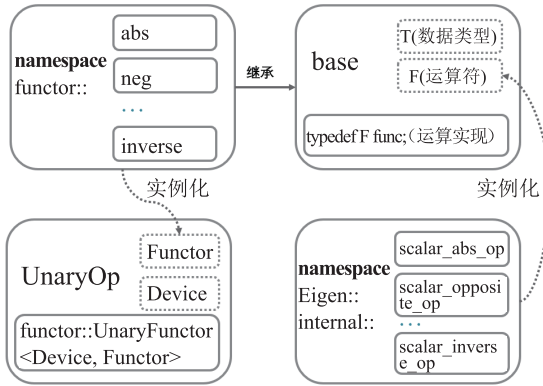 namespace
functor::
abs
neg
...
inverse
继承
base
T(数据类型)
F(运算符)
typedef F func;(运算实现)
实例化
实例化
UnaryOp
Functor
Device
functor::UnaryFunctor
<Device, Functor>
namespace
Eigen::
internal::
scalar_abs_op
scalar_opposi
te_op
...
scalar_invers
e_op